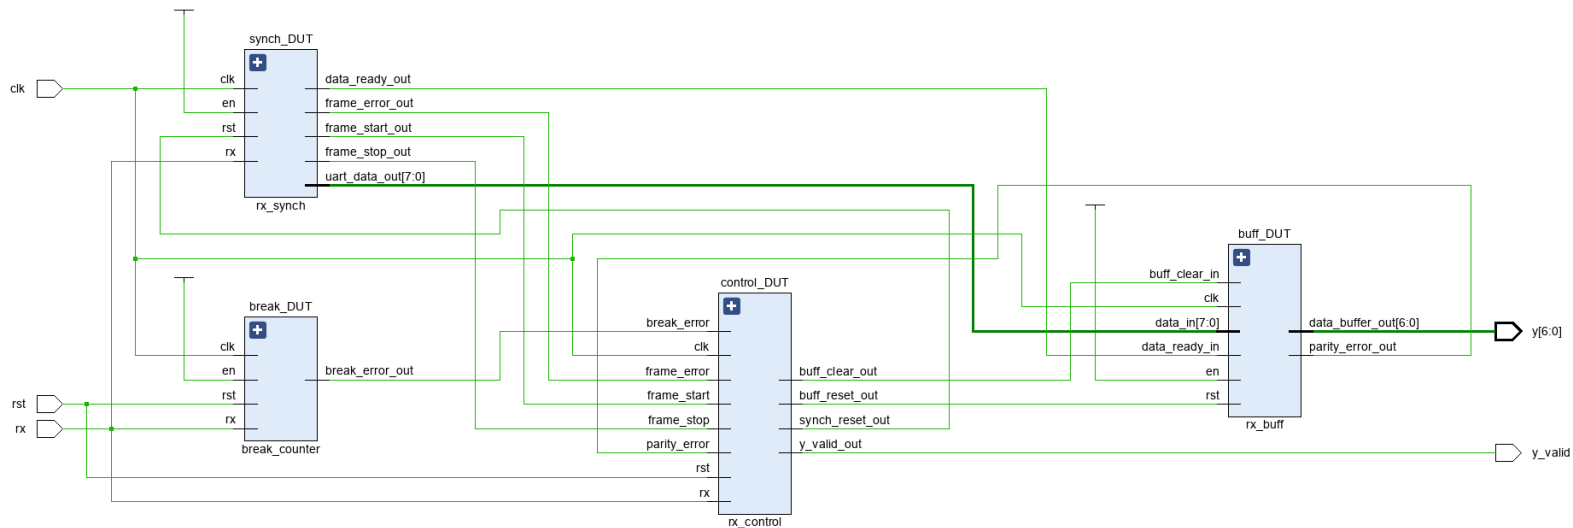 clk
rst
rx
synch_DUT
clk
en
rst
rx
data_ready_out
frame_error_out
frame_start_out
frame_stop_out
uart_data_out[7:0]
rx_synch
break_DUT
clk
en
rst
rx
break_error_out
break_counter
control_DUT
break_error
clk
frame_error
frame_start
frame_stop
parity_error
rst
rx
buff_clear_out
buff_reset_out
synch_reset_out
y_valid_out
rx_control
buff_DUT
buff_clear_in
clk
data_in[7:0]
data_ready_in
en
rst
data_buffer_out[6:0]
parity_error_out
rx_buff
y[6:0]
y_valid